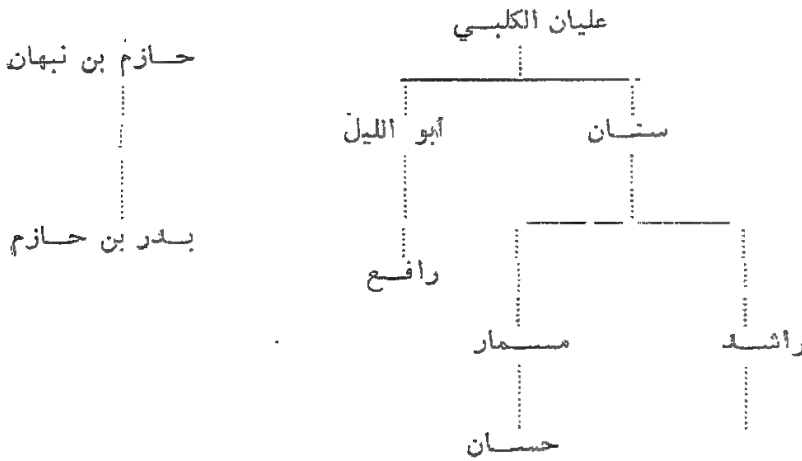 عليان الكلبي
حازم بن نبهان
سنان
أبو الليل
بدر بن حازم
رافع
راشد
مسمار
حسان